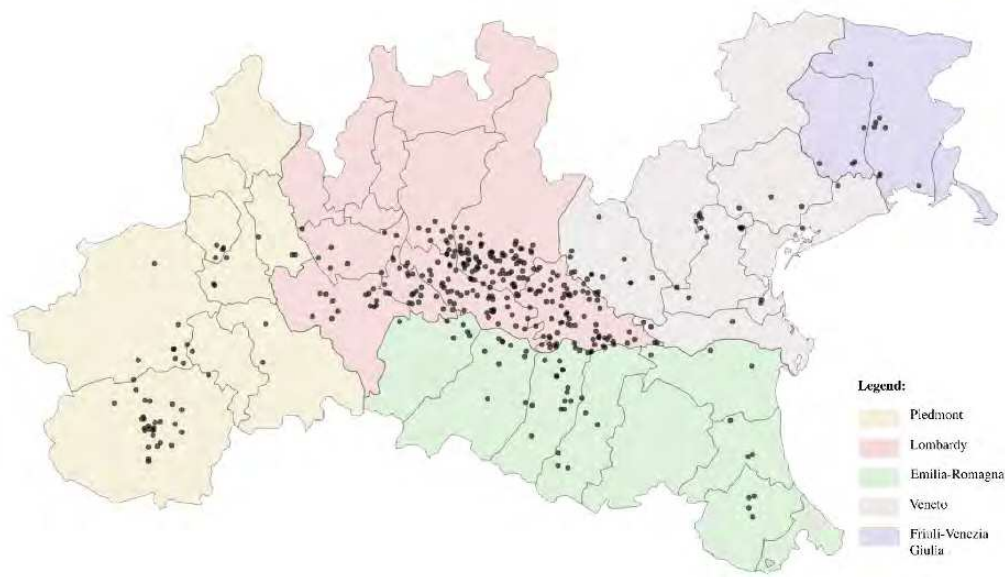 Legend:
Piedmont
Lombardy
Emilia-Romagna
Veneto
Friuli-Venezia
Giulia